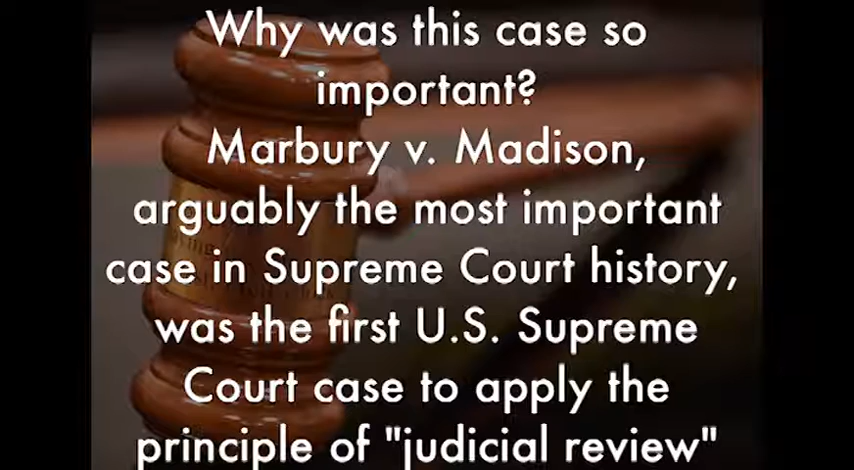 Why was this case so
important?
Marbury v. Madison,
arguably the most important
case in Supreme Court history,
was the first U.S. Supreme
Court case to apply the
principle of "judicial review"